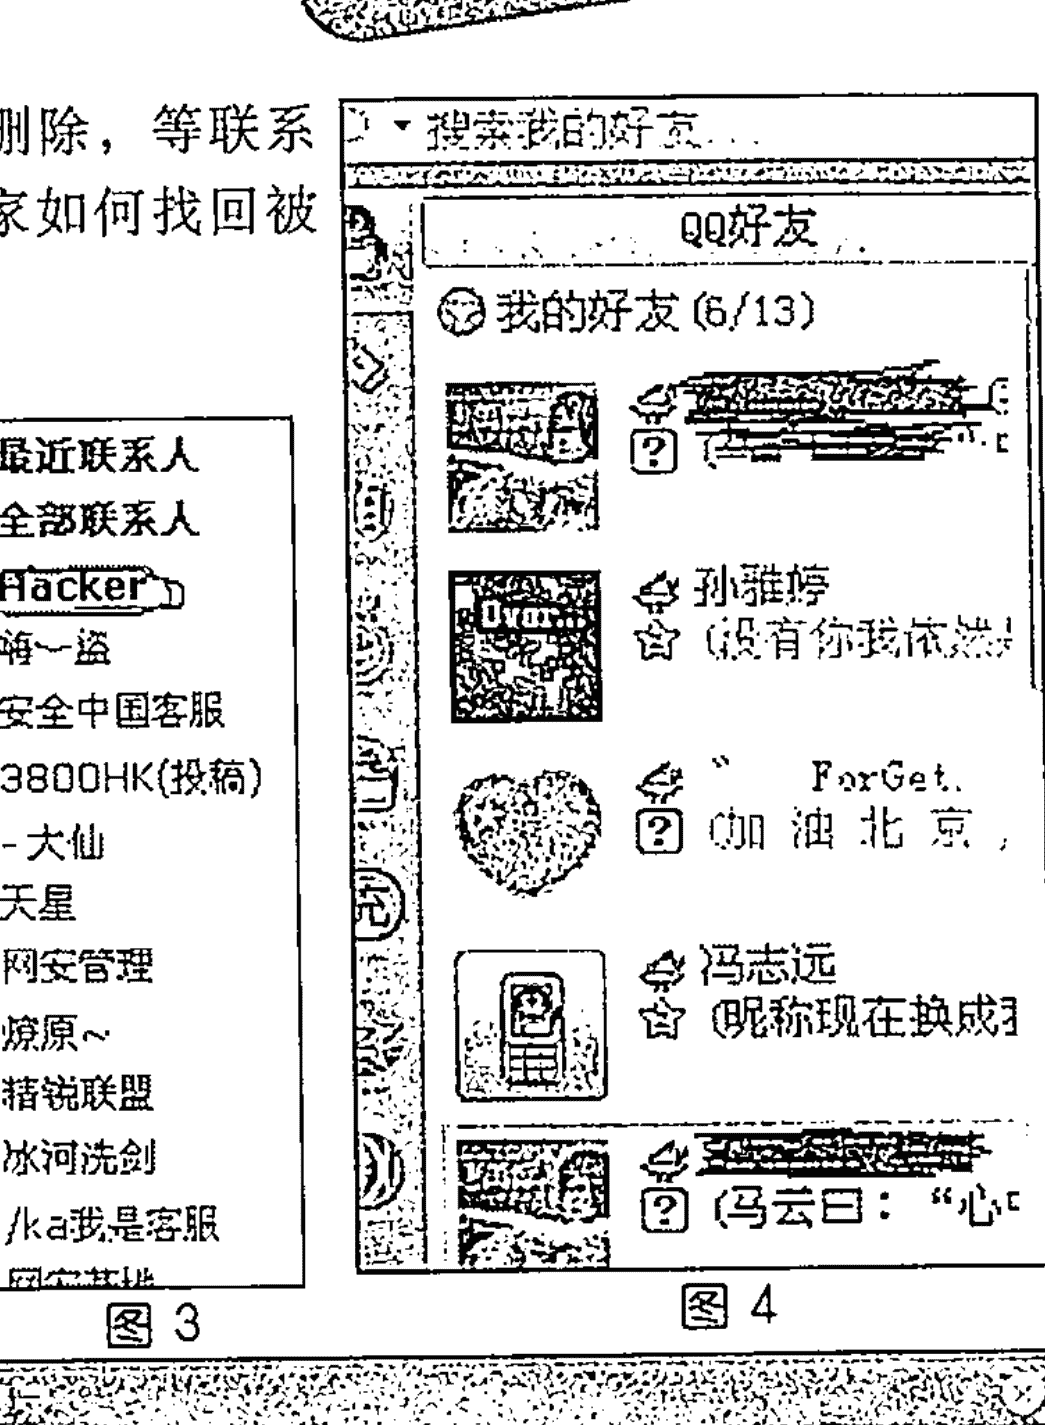 删除，等联系
家如何找回被
最近联系人
全部联系人
Hacker
嗨一盗
安全中国客服
3800HK(投稿)
-大仙
天星
网安管理
燎原~
精锐联盟
冰河洗剑
/ka我是客服
图 3
搜索我的好友...
QQ好友
我的好友 (6/13)
孙雅婷
(没有你我依然
ForGet.
(加 油 北 京 ,
冯志远
(昵称现在换成
(马云曰：“心
图 4